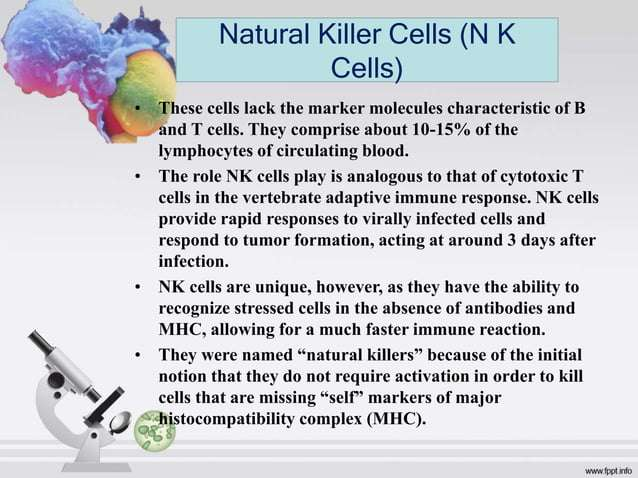 Natural Killer Cells (N K
Cells)
• These cells lack the marker molecules characteristic of B
and T cells. They comprise about 10-15% of the
lymphocytes of circulating blood.
• The role NK cells play is analogous to that of cytotoxic T
cells in the vertebrate adaptive immune response. NK cells
provide rapid responses to virally infected cells and
respond to tumor formation, acting at around 3 days after
infection.
• NK cells are unique, however, as they have the ability to
recognize stressed cells in the absence of antibodies and
MHC, allowing for a much faster immune reaction.
• They were named “natural killers” because of the initial
notion that they do not require activation in order to kill
cells that are missing “self” markers of major
histocompatibility complex (MHC).
www.fppt.info